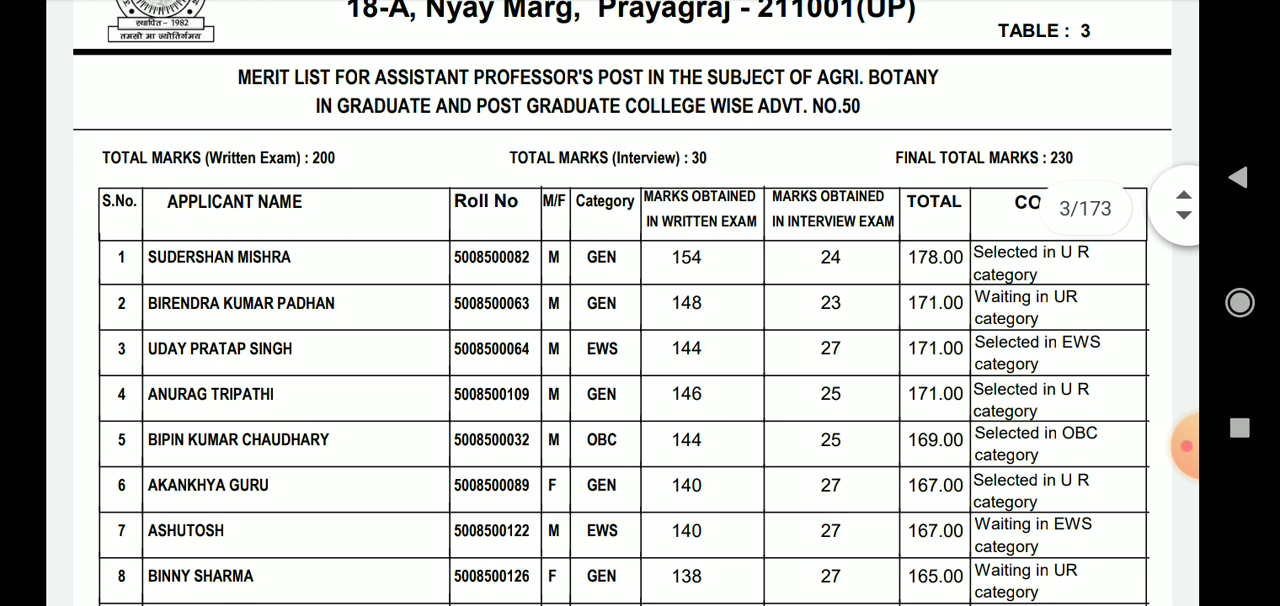 18-A, Nyay Marg, Prayagraj - 211001(UP)
स्थापित - 1982
तमसो मा ज्योतिर्गमय
TABLE : 3
MERIT LIST FOR ASSISTANT PROFESSOR'S POST IN THE SUBJECT OF AGRI. BOTANY
IN GRADUATE AND POST GRADUATE COLLEGE WISE ADVT. NO.50
TOTAL MARKS (Written Exam) : 200 TOTAL MARKS (Interview) : 30 FINAL TOTAL MARKS : 230
S.No. APPLICANT NAME Roll No M/F Category MARKS OBTAINED IN WRITTEN EXAM MARKS OBTAINED IN INTERVIEW EXAM TOTAL CO
3/173
1 SUDERSHAN MISHRA 5008500082 M GEN 154 24 178.00 Selected in U R
category
2 BIRENDRA KUMAR PADHAN 5008500063 M GEN 148 23 171.00 Waiting in UR
category
3 UDAY PRATAP SINGH 5008500064 M EWS 144 27 171.00 Selected in EWS
category
4 ANURAG TRIPATHI 5008500109 M GEN 146 25 171.00 Selected in U R
category
5 BIPIN KUMAR CHAUDHARY 5008500032 M OBC 144 25 169.00 Selected in OBC
category
6 AKANKHYA GURU 5008500089 F GEN 140 27 167.00 Selected in U R
category
7 ASHUTOSH 5008500122 M EWS 140 27 167.00 Waiting in EWS
category
8 BINNY SHARMA 5008500126 F GEN 138 27 165.00 Waiting in UR
category